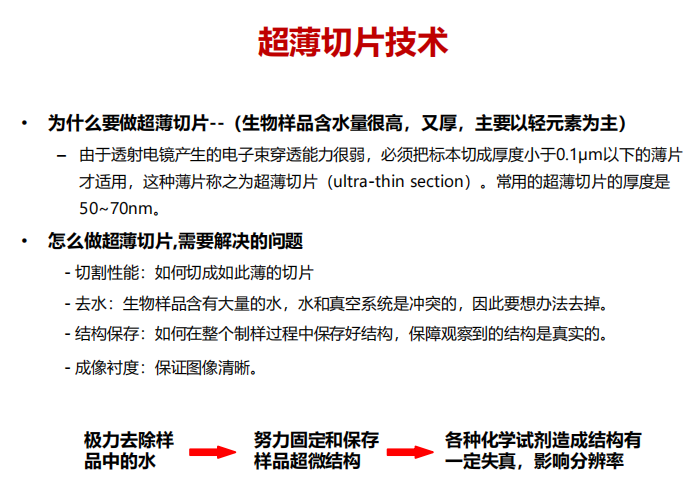 超薄切片技术
• 为什么要做超薄切片--（生物样品含水量很高，又厚，主要以轻元素为主）
– 由于透射电镜产生的电子束穿透能力很弱，必须把标本切成厚度小于0.1μm以下的薄片
才适用，这种薄片称之为超薄切片（ultra-thin section）。常用的超薄切片的厚度是
50~70nm。
• 怎么做超薄切片,需要解决的问题
- 切割性能：如何切成如此薄的切片
- 去水：生物样品含有大量的水，水和真空系统是冲突的，因此要想办法去掉。
- 结构保存：如何在整个制样过程中保存好结构，保障观察到的结构是真实的。
- 成像衬度：保证图像清晰。
极力去除样
品中的水
努力固定和保存
样品超微结构
各种化学试剂造成结构有
一定失真，影响分辨率